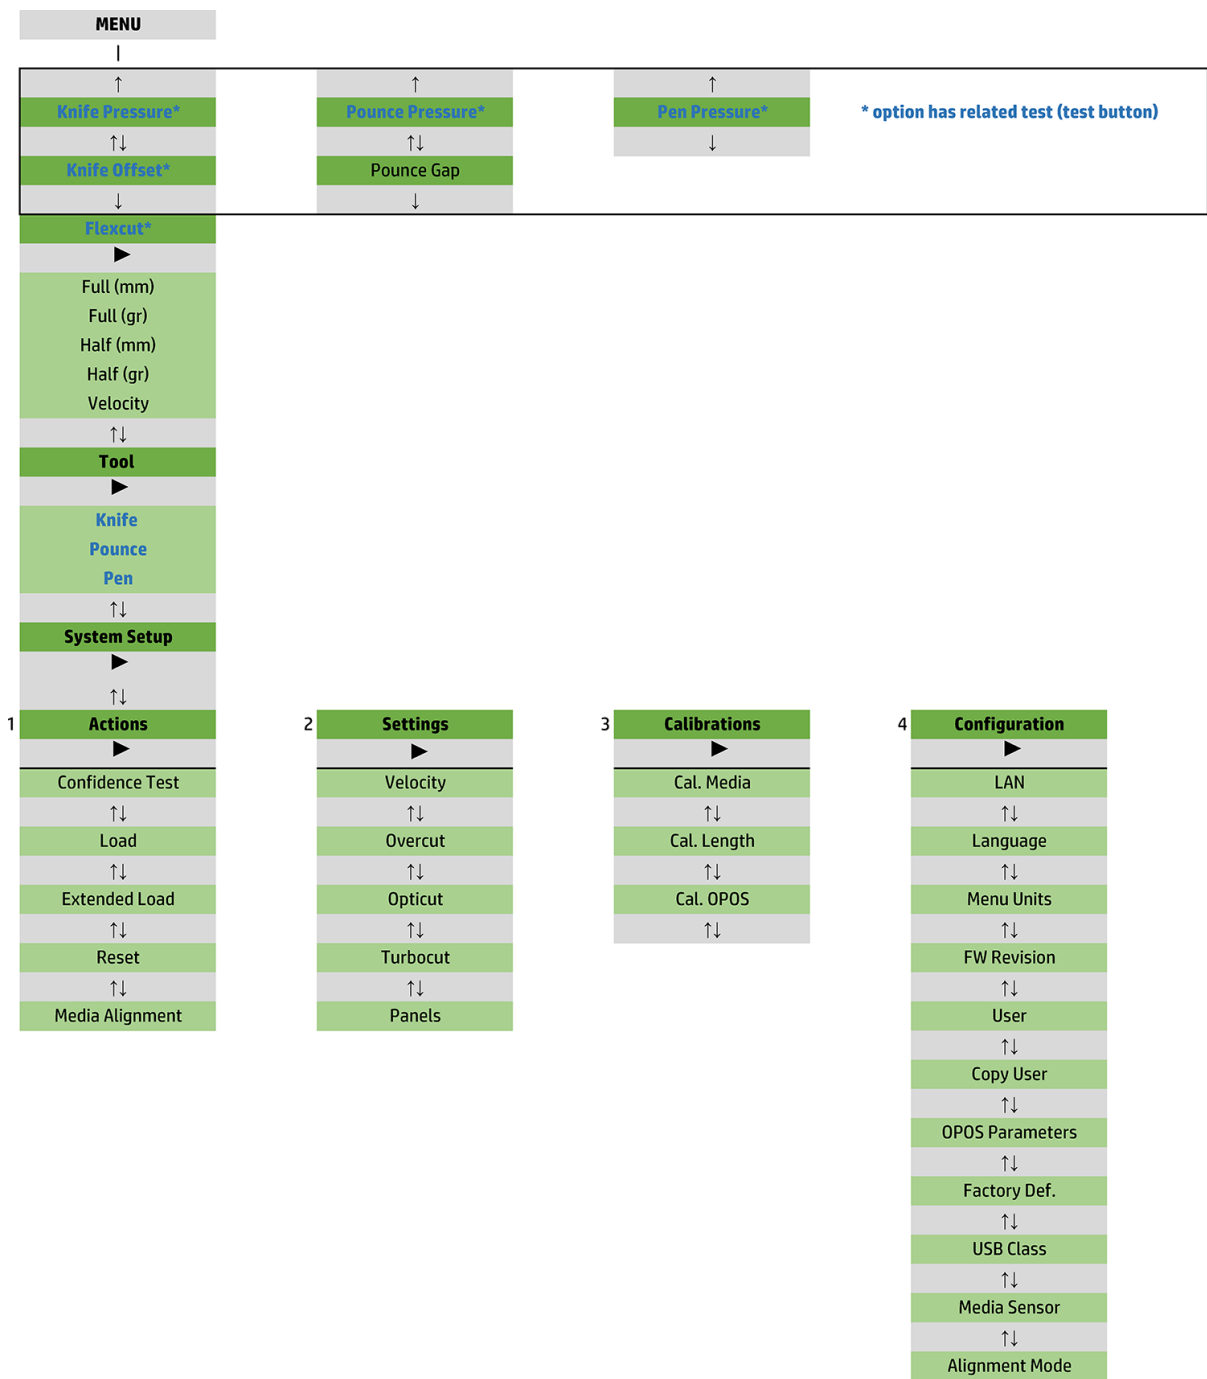 MENU
|
↑ ↑ ↑
Knife Pressure* Pounce Pressure* Pen Pressure* * option has related test (test button)
↑↓ ↑↓ ↓
Knife Offset* Pounce Gap
↓ ↓
Flexcut*
▶
Full (mm)
Full (gr)
Half (mm)
Half (gr)
Velocity
↑↓
Tool
▶
Knife
Pounce
Pen
↑↓
System Setup
▶
↑↓
1 Actions 2 Settings 3 Calibrations 4 Configuration
▶ ▶ ▶ ▶
Confidence Test Velocity Cal. Media LAN
↑↓ ↑↓ ↑↓ ↑↓
Load Overcut Cal. Length Language
↑↓ ↑↓ ↑↓ ↑↓
Extended Load Opticut Cal. OPOS Menu Units
↑↓ ↑↓ ↑↓ ↑↓
Reset Turbocut FW Revision
↑↓ ↑↓ ↑↓
Media Alignment Panels User
↑↓
Copy User
↑↓
OPOS Parameters
↑↓
Factory Def.
↑↓
USB Class
↑↓
Media Sensor
↑↓
Alignment Mode